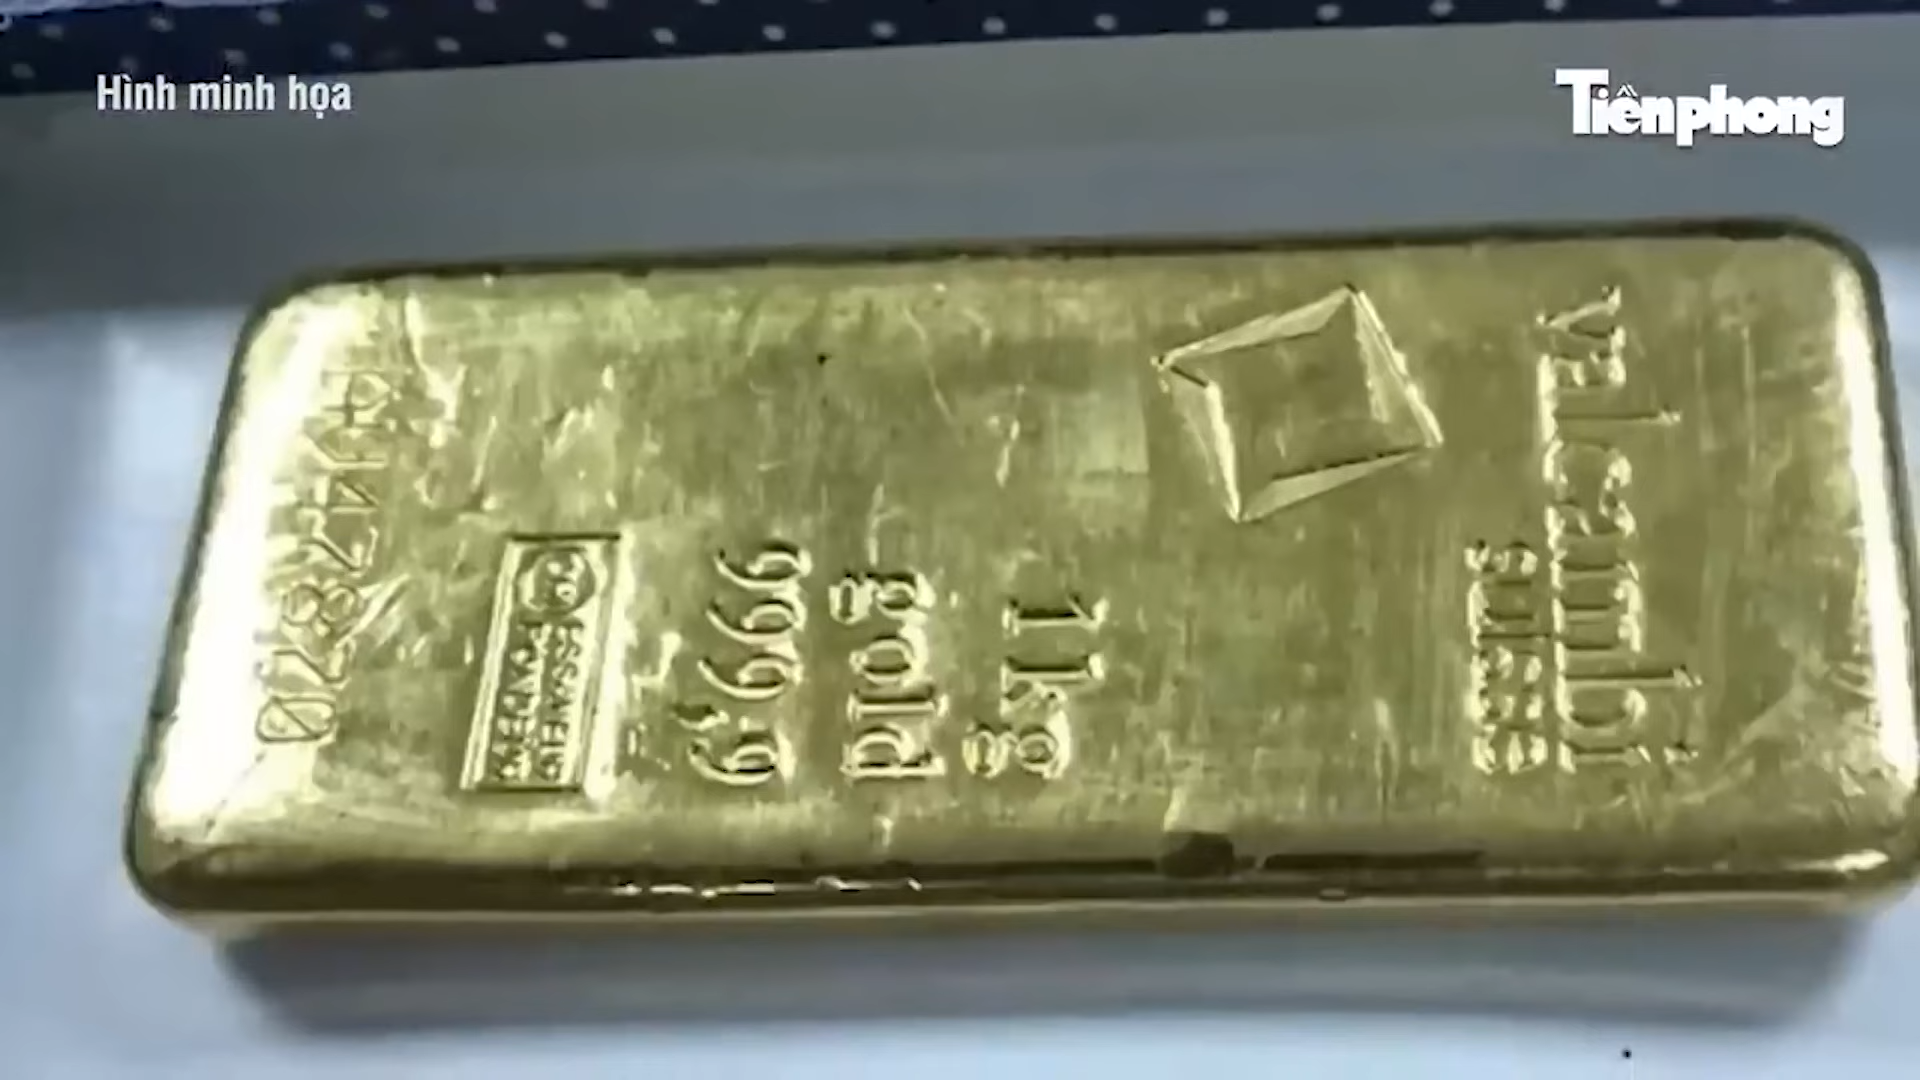 Hình minh họa
Tiềnphong
valcambi
suisse
1kg
gold
999,9
ESSAYEUR
FONDEUR